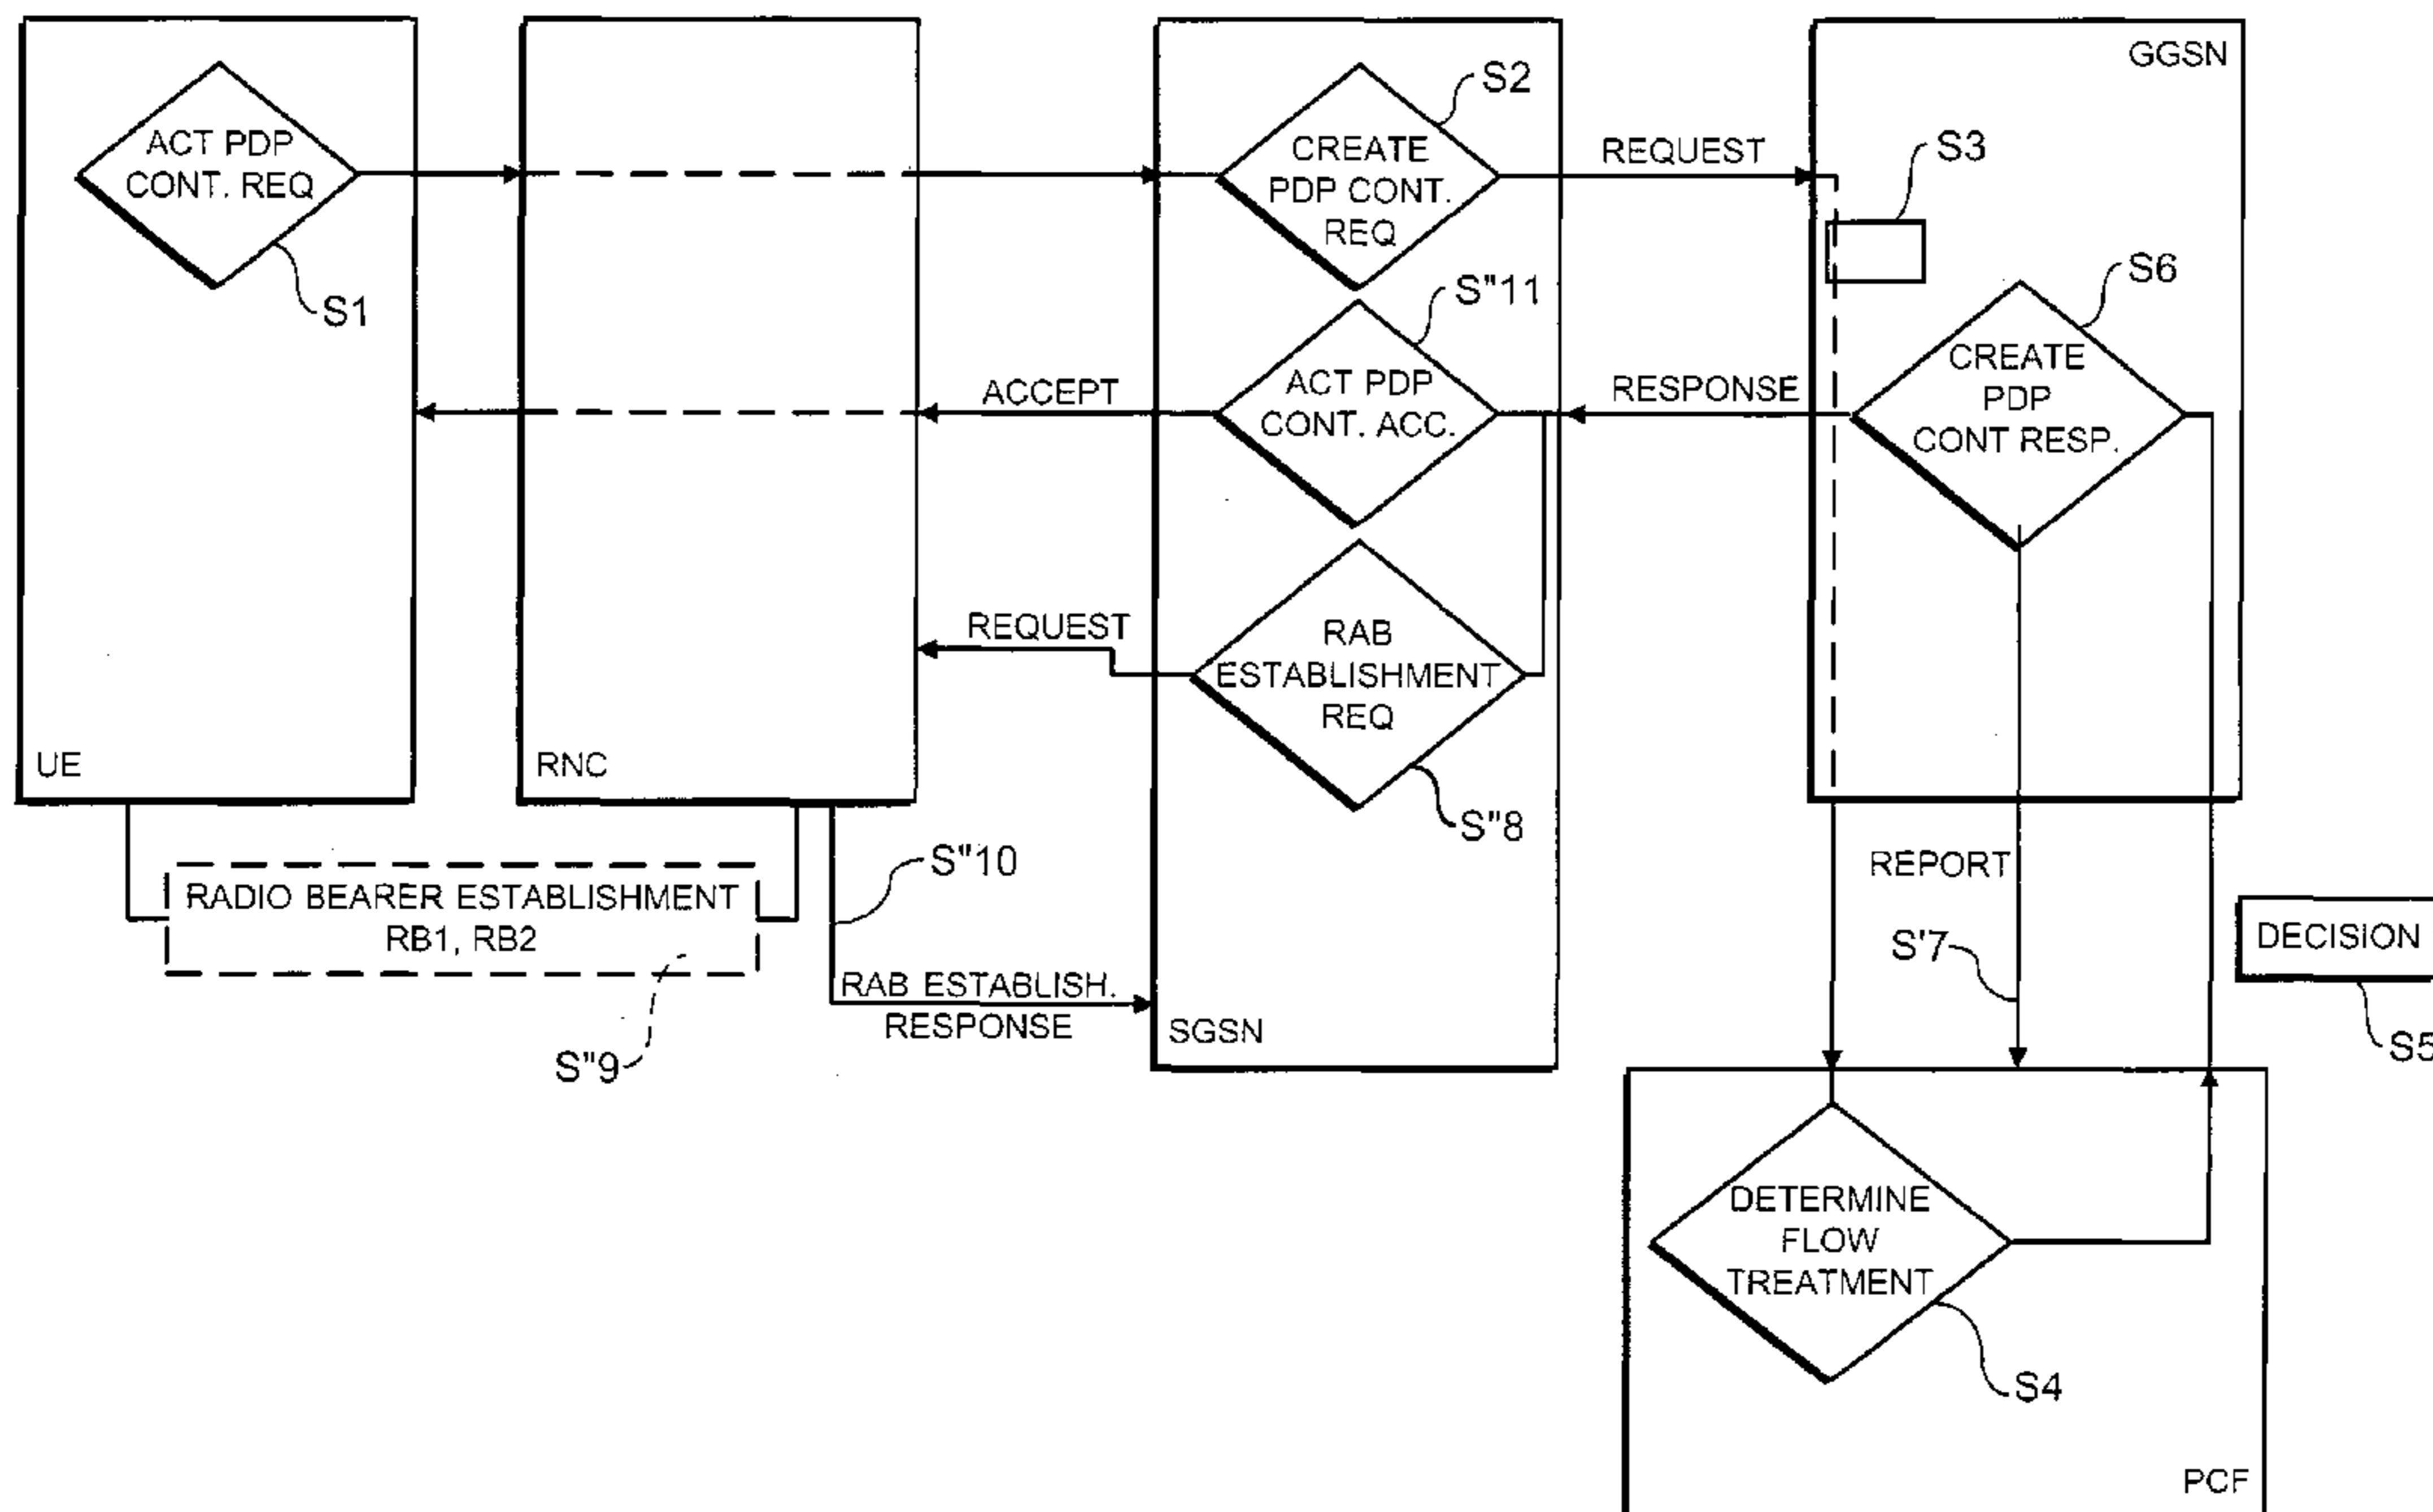 GGSN
ACT PDP
CONT. REQ
S1
CREATE
PDP CONT.
REQ
S2
REQUEST
S3
S6
CREATE
PDP
CONT RESP.
S"11
ACT PDP
CONT. ACC.
ACCEPT
RESPONSE
REQUEST
RAB
ESTABLISHMENT
REQ
S"8
UE
RNC
S"10
RADIO BEARER ESTABLISHMENT
RB1, RB2
S"9
RAB ESTABLISH.
RESPONSE
SGSN
REPORT
S'7
DECISION
S5
DETERMINE
FLOW
TREATMENT
S4
PCF